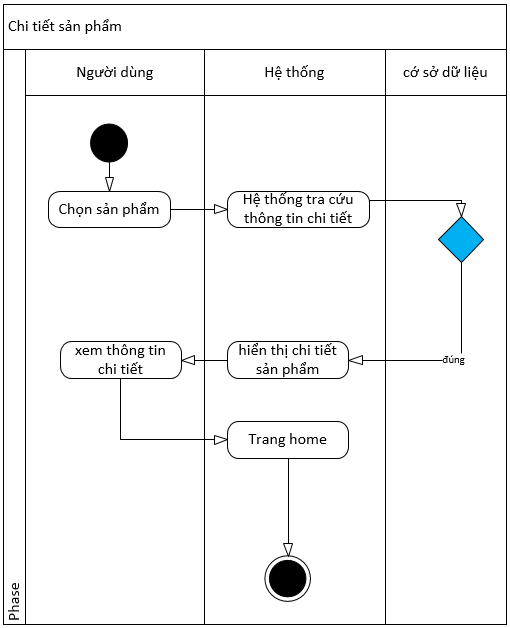 Chi tiết sản phẩm
Người dùng
Hệ thống
cớ sở dữ liệu
Chọn sản phẩm
Hệ thống tra cứu
thông tin chi tiết
xem thông tin
chi tiết
hiển thị chi tiết
sản phẩm
đúng
Trang home
Phase